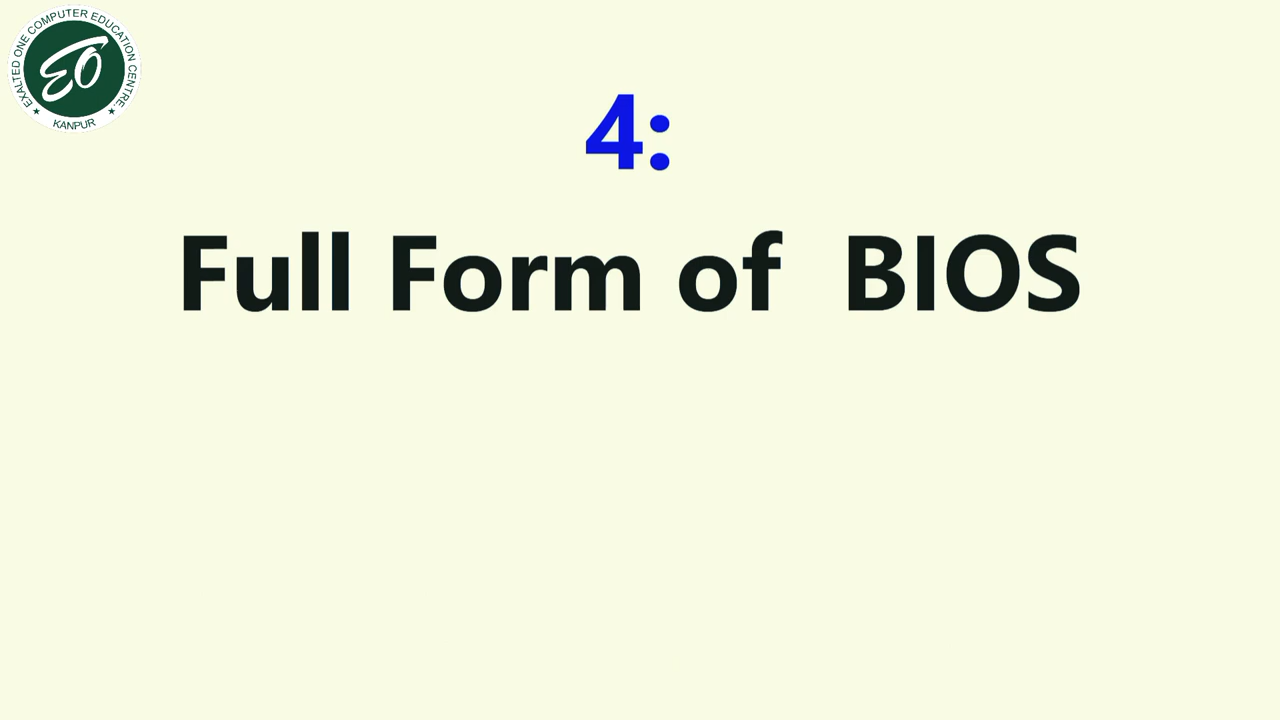 EXALTED ONE COMPUTER EDUCATION CENTRE.
EO
★ KANPUR ★
4:
Full Form of BIOS